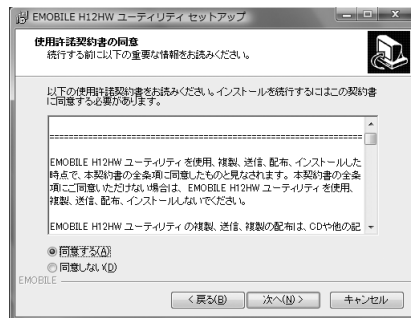 EMOBILE H12HW ユーティリティ セットアップ
使用許諾契約書の同意
続行する前に以下の重要な情報をお読みください。
以下の使用許諾契約書をお読みください。インストールを続行するにはこの契約書
に同意する必要があります。
============================================================
EMOBILE H12HW ユーティリティを使用、複製、送信、配布、インストールした
時点で、本契約書の全条項に同意したものと見なされます。本契約書の全条
項にご同意いただけない場合は、EMOBILE H12HW ユーティリティを使用、
複製、送信、配布、インストールしないでください。
EMOBILE H12HW ユーティリティの複製、送信、複製の配布は、CDや他の記
同意する(A)
同意しない(D)
EMOBILE
< 戻る(B)
次へ(N) >
キャンセル